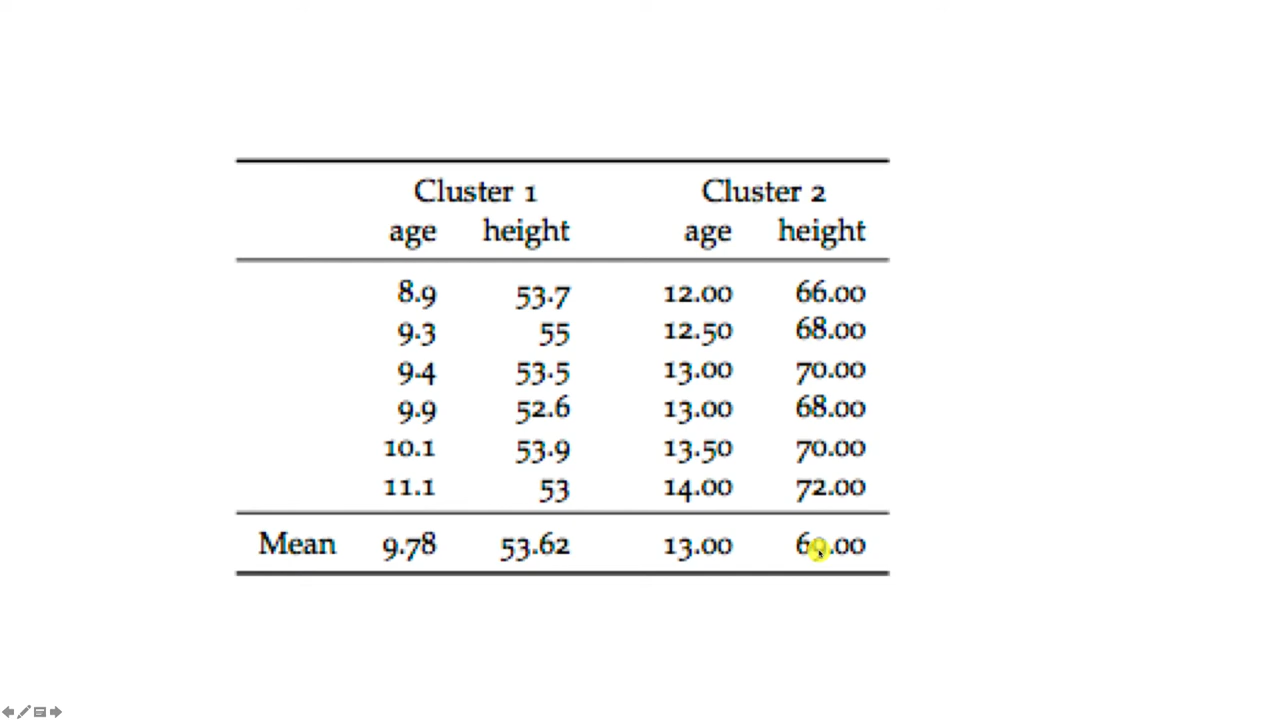 Cluster 1 Cluster 2
age height age height
8.9 53.7 12.00 66.00
9.3 55 12.50 68.00
9.4 53.5 13.00 70.00
9.9 52.6 13.00 68.00
10.1 53.9 13.50 70.00
11.1 53 14.00 72.00
Mean 9.78 53.62 13.00 69.00